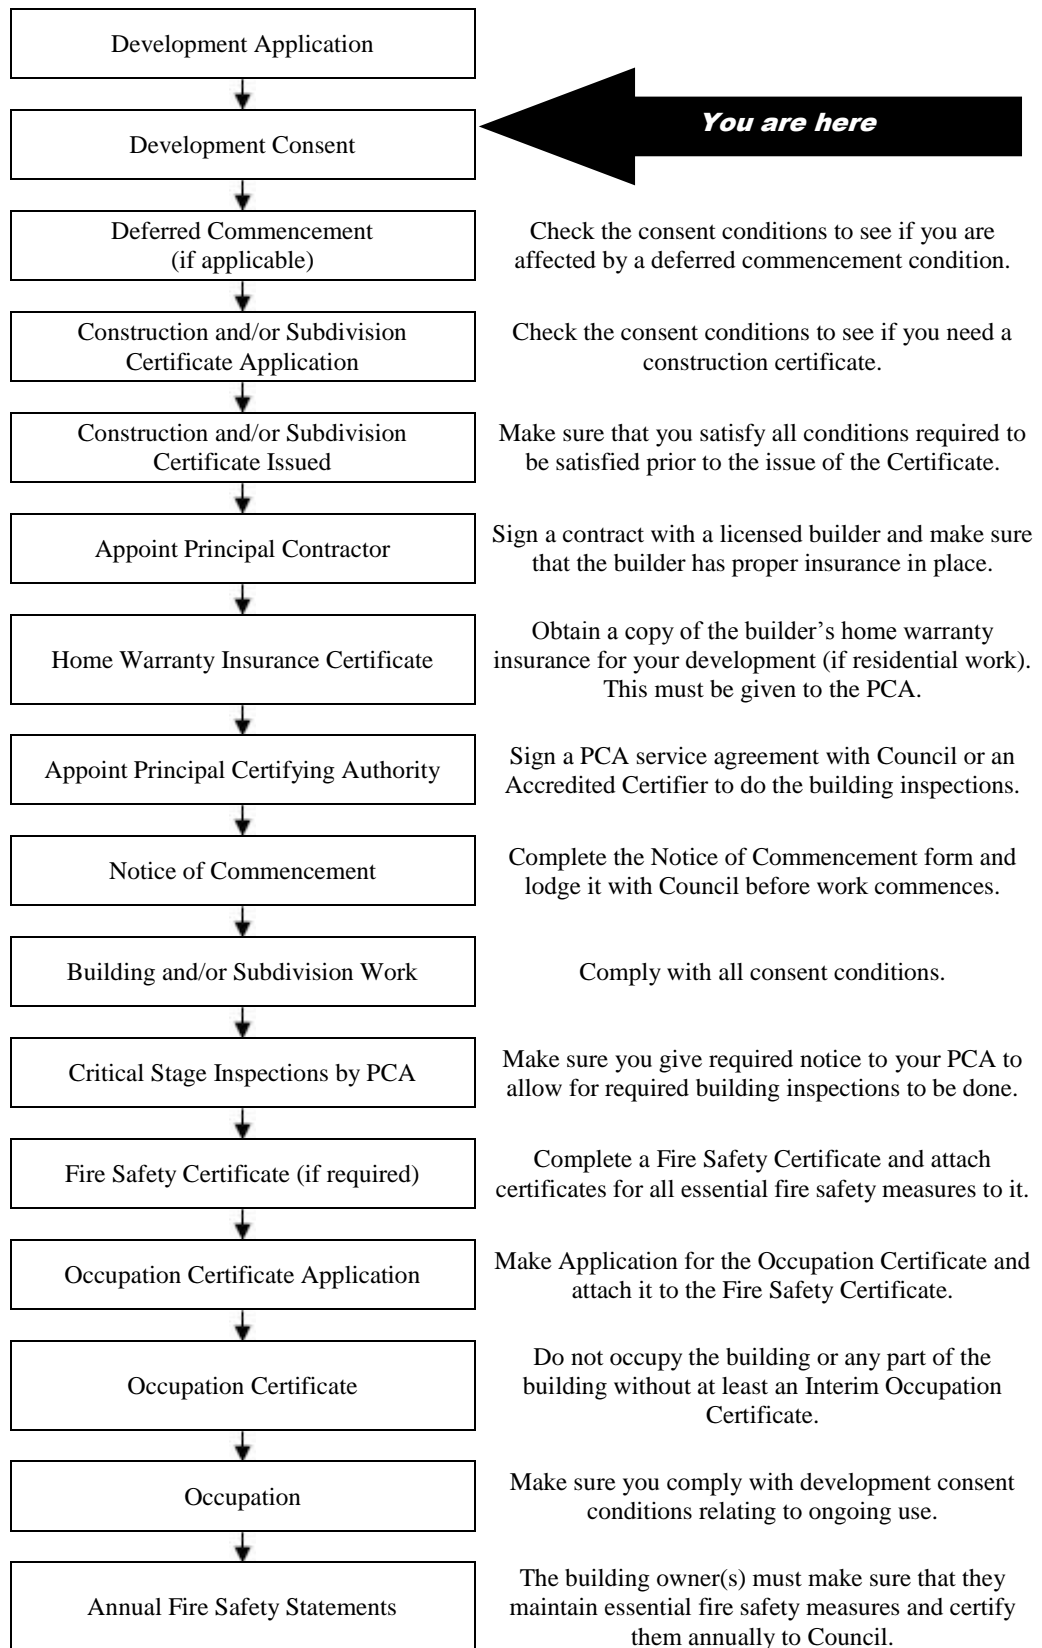 Development Application
Development Consent
You are here
Deferred Commencement
(if applicable)
Check the consent conditions to see if you are
affected by a deferred commencement condition.
Construction and/or Subdivision
Certificate Application
Check the consent conditions to see if you need a
construction certificate.
Construction and/or Subdivision
Certificate Issued
Make sure that you satisfy all conditions required to
be satisfied prior to the issue of the Certificate.
Appoint Principal Contractor
Sign a contract with a licensed builder and make sure
that the builder has proper insurance in place.
Home Warranty Insurance Certificate
Obtain a copy of the builder’s home warranty
insurance for your development (if residential work).
This must be given to the PCA.
Appoint Principal Certifying Authority
Sign a PCA service agreement with Council or an
Accredited Certifier to do the building inspections.
Notice of Commencement
Complete the Notice of Commencement form and
lodge it with Council before work commences.
Building and/or Subdivision Work
Comply with all consent conditions.
Critical Stage Inspections by PCA
Make sure you give required notice to your PCA to
allow for required building inspections to be done.
Fire Safety Certificate (if required)
Complete a Fire Safety Certificate and attach
certificates for all essential fire safety measures to it.
Occupation Certificate Application
Make Application for the Occupation Certificate and
attach it to the Fire Safety Certificate.
Occupation Certificate
Do not occupy the building or any part of the
building without at least an Interim Occupation
Certificate.
Occupation
Make sure you comply with development consent
conditions relating to ongoing use.
Annual Fire Safety Statements
The building owner(s) must make sure that they
maintain essential fire safety measures and certify
them annually to Council.